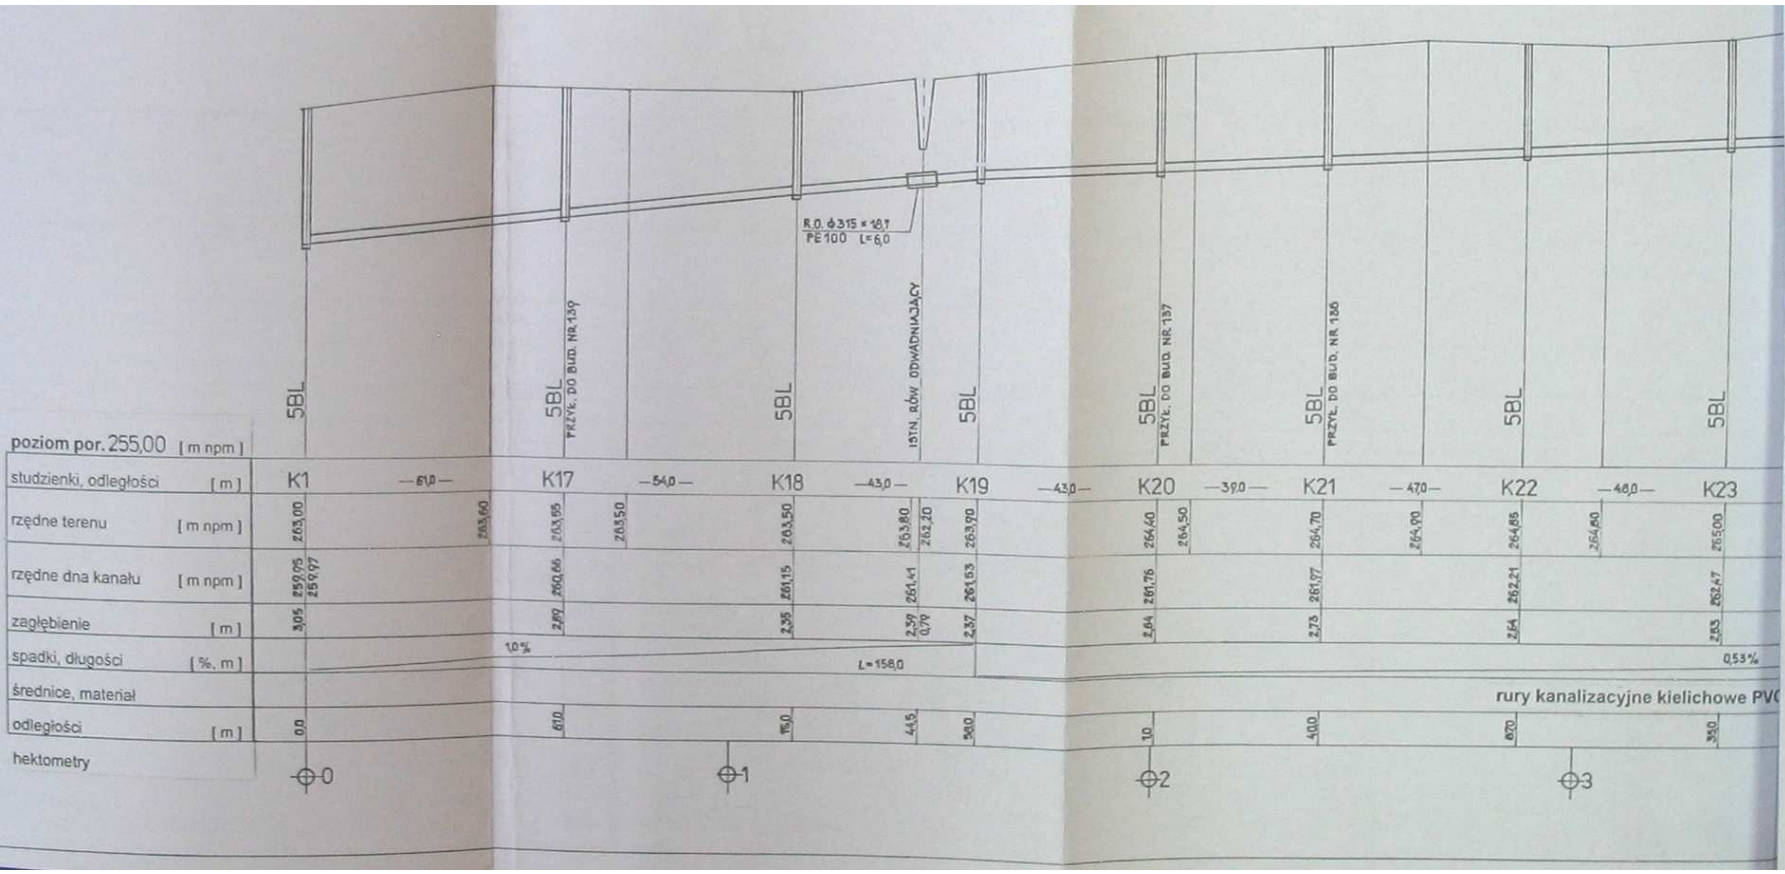 R.O. ϕ315 × 18,7
PE100 L=6,0
5BL
5BL
PRZYŁ. DO BUD. NR 139
5BL
ISTN. RÓW ODWADNIAJĄCY
5BL
5BL
PRZYŁ. DO BUD. NR 137
5BL
PRZYŁ. DO BUD. NR 136
5BL
5BL
poziom por. 255,00 [ m npm ]
studzienki, odległości [ m ] K1 —61,0— K17 —54,0— K18 —43,0— K19 —43,0— K20 —39,0— K21 —47,0— K22 —48,0— K23
rzędne terenu [ m npm ] 263,00 263,60 263,55 263,50 263,50 263,80 262,20 263,90 264,40 264,50 264,70 264,90 264,85 264,80 265,00
rzędne dna kanału [ m npm ] 259,95 259,97 260,66 261,15 261,41 261,53 261,76 261,97 262,21 262,47
zagłębienie [ m ] 3,05 2,89 2,35 2,39 0,79 2,37 2,64 2,73 2,64 2,53
spadki, długości [ %, m ] 1,0% L=158,0 0,53%
średnice, materiał rury kanalizacyjne kielichowe PVC
odległości [ m ] 0,0 61,0 15,0 44,5 58,0 1,0 40,0 87,0 35,0
hektometry 0 1 2 3